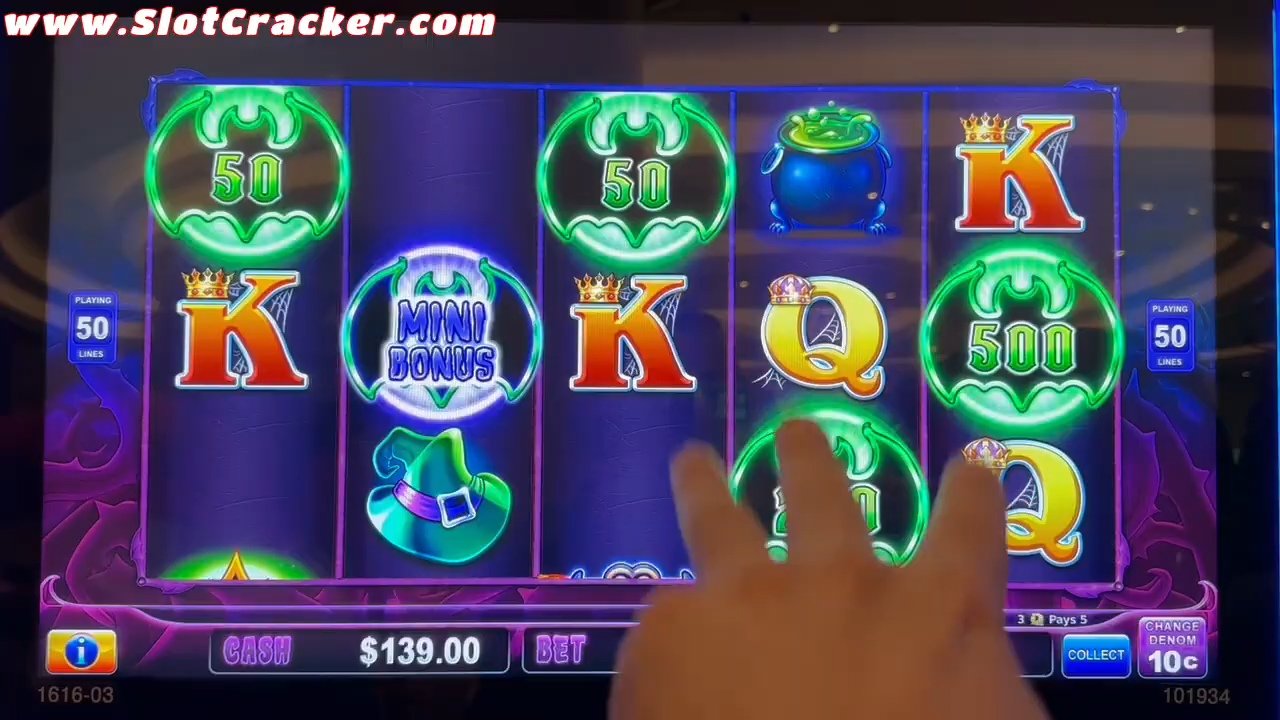 www.SlotCracker.com
50
50
K
PLAYING
50
LINES
K
MINI
BONUS
K
Q
500
PLAYING
50
LINES
Q
3 Pays 5
CASH $139.00
BET
COLLECT
CHANGE
DENOM
10¢
1616-03
101934